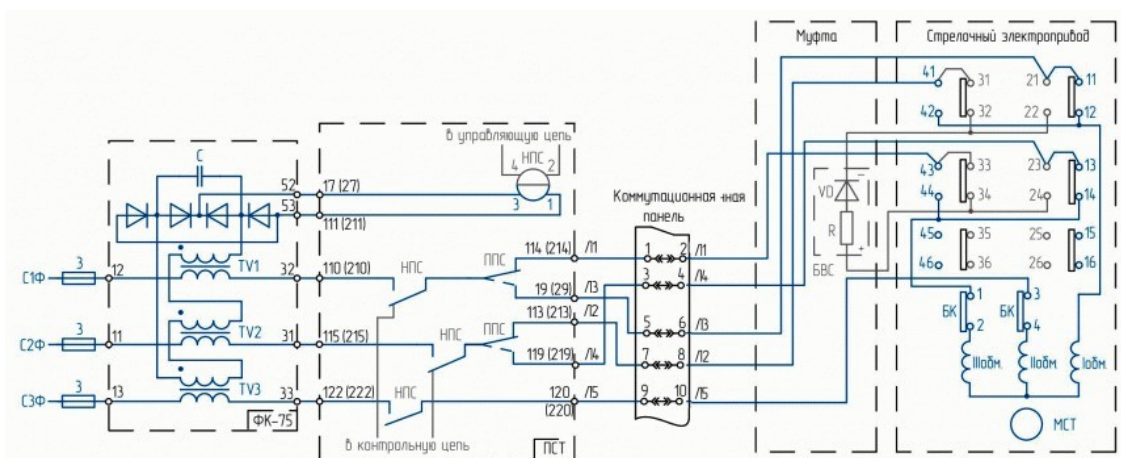 Муфта
Стрелочный электропривод
в управляющую цепь
4 НПС 2
3 1
Коммутационная -нная
панель
С
52
53
17 (27)
111 (211)
41 31 21 11
42 32 22 12
43 33 23 13
44 34 24 14
45 35 25 15
46 36 26 16
VD
–
R
+
БВС
С1Ф 3 12 TV1 32 110 (210) НПС ППС 114 (214) Л1
19 (29) Л3
С2Ф 3 11 TV2 31 115 (215) НПС ППС 113 (213) Л2
119 (219) Л4
С3Ф 3 13 TV3 33 122 (222) НПС 120 (220) Л5
1 2 Л1
3 4 Л4
5 6 Л3
7 8 Л2
9 10 Л5
БК 1 2
БК 3 4
IIIобм. IIобм. Iобм.
МСТ
ФК-75
в контрольную цепь
ПСТ